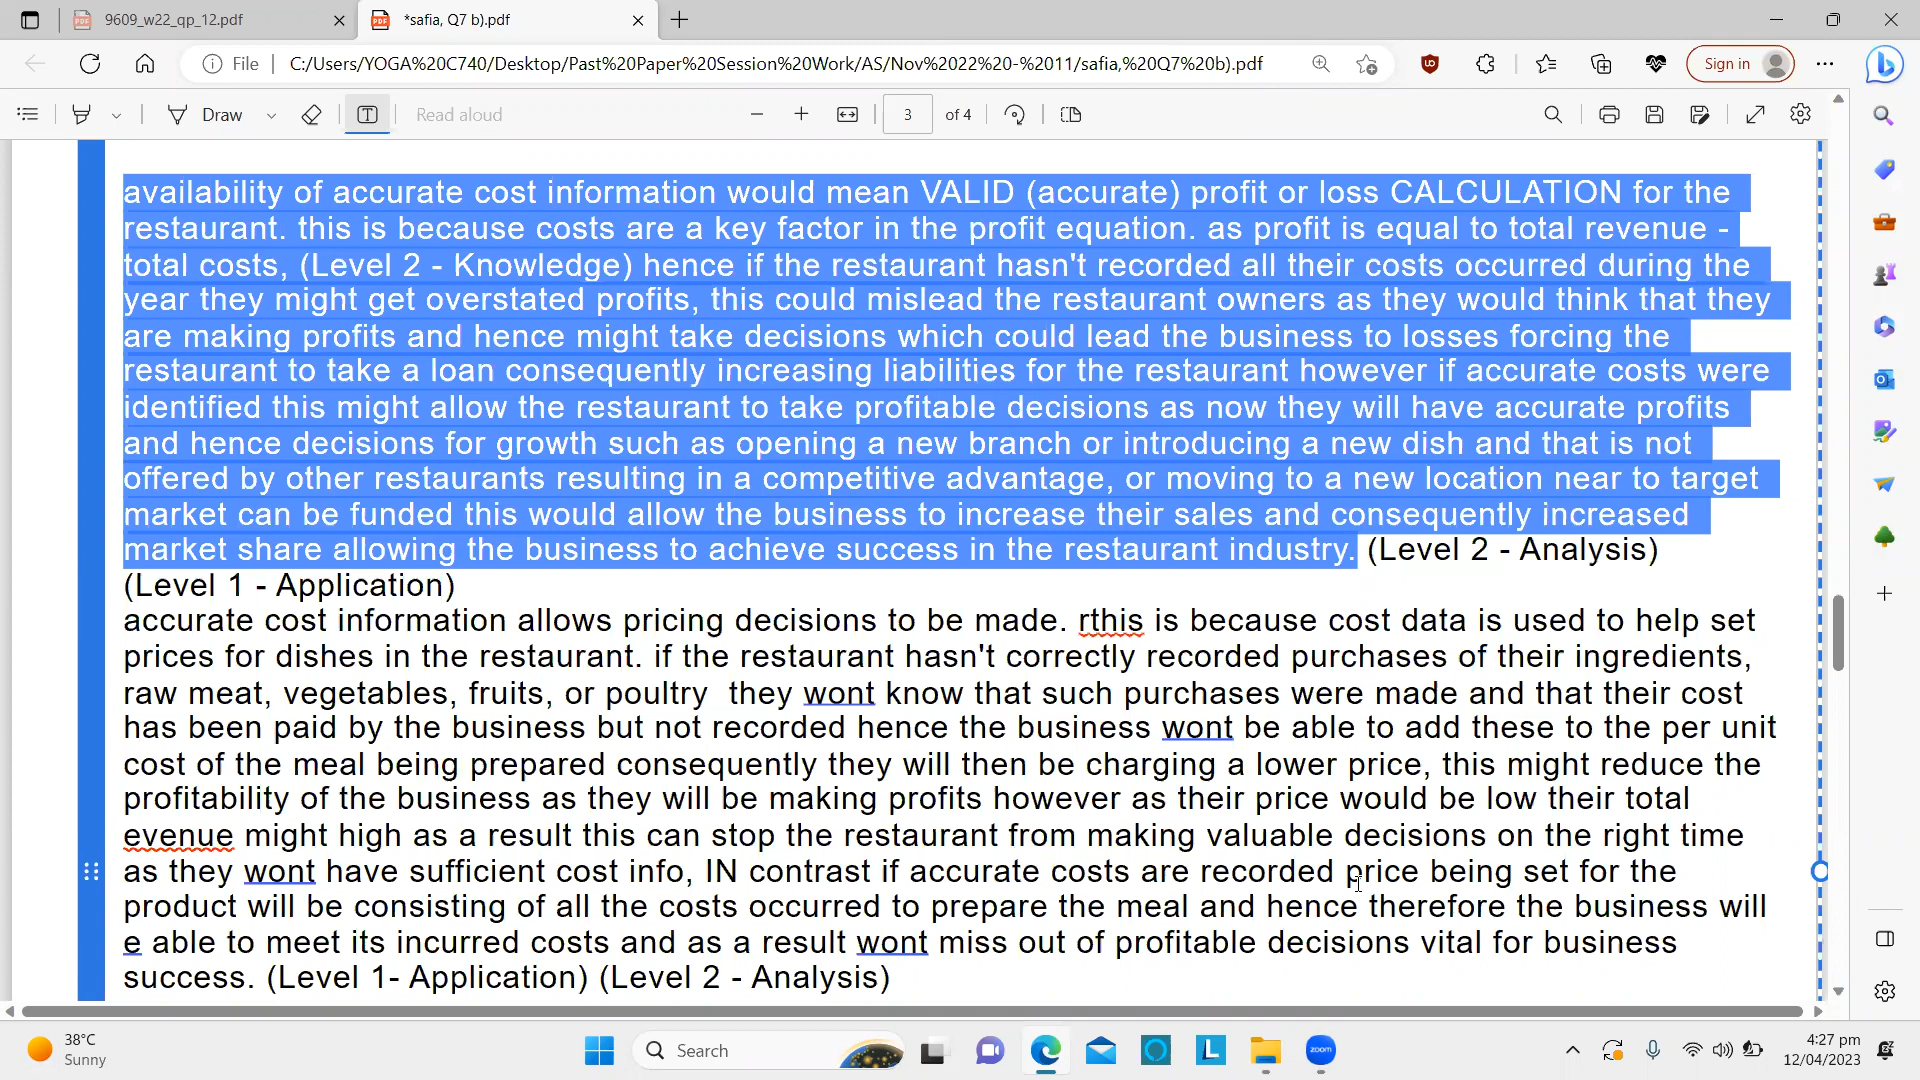 9609_w22_qp_12.pdf
*safia, Q7 b).pdf
File
C:/Users/YOGA%20C740/Desktop/Past%20Paper%20Session%20Work/AS/Nov%2022%20-%2011/safia,%20Q7%20b).pdf
Sign in
Draw
Read aloud
3
of 4
availability of accurate cost information would mean VALID (accurate) profit or loss CALCULATION for the
restaurant. this is because costs are a key factor in the profit equation. as profit is equal to total revenue -
total costs, (Level 2 - Knowledge) hence if the restaurant hasn't recorded all their costs occurred during the
year they might get overstated profits, this could mislead the restaurant owners as they would think that they
are making profits and hence might take decisions which could lead the business to losses forcing the
restaurant to take a loan consequently increasing liabilities for the restaurant however if accurate costs were
identified this might allow the restaurant to take profitable decisions as now they will have accurate profits
and hence decisions for growth such as opening a new branch or introducing a new dish and that is not
offered by other restaurants resulting in a competitive advantage, or moving to a new location near to target
market can be funded this would allow the business to increase their sales and consequently increased
market share allowing the business to achieve success in the restaurant industry. (Level 2 - Analysis)
(Level 1 - Application)
accurate cost information allows pricing decisions to be made. rthis is because cost data is used to help set
prices for dishes in the restaurant. if the restaurant hasn't correctly recorded purchases of their ingredients,
raw meat, vegetables, fruits, or poultry  they wont know that such purchases were made and that their cost
has been paid by the business but not recorded hence the business wont be able to add these to the per unit
cost of the meal being prepared consequently they will then be charging a lower price, this might reduce the
profitability of the business as they will be making profits however as their price would be low their total
evenue might high as a result this can stop the restaurant from making valuable decisions on the right time
as they wont have sufficient cost info, IN contrast if accurate costs are recorded price being set for the
product will be consisting of all the costs occurred to prepare the meal and hence therefore the business will
e able to meet its incurred costs and as a result wont miss out of profitable decisions vital for business
success. (Level 1- Application) (Level 2 - Analysis)
38°C
Sunny
Search
zoom
4:27 pm
12/04/2023